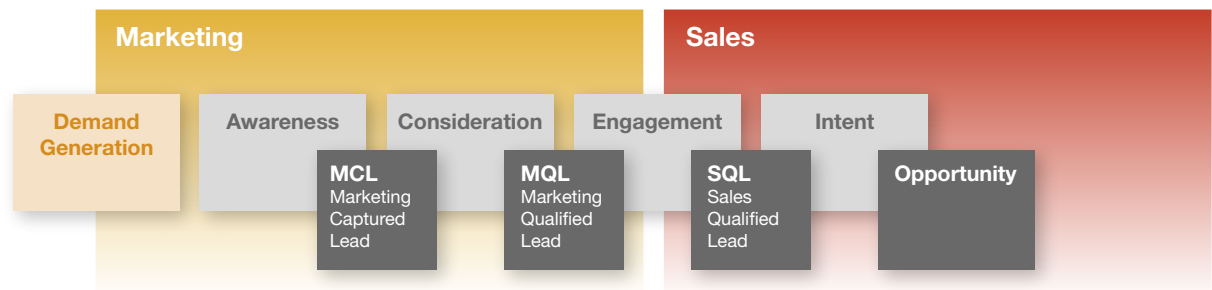 Marketing
Sales
Demand
Generation
Awareness
Consideration
Engagement
Intent
MCL
Marketing
Captured
Lead
MQL
Marketing
Qualified
Lead
SQL
Sales
Qualified
Lead
Opportunity